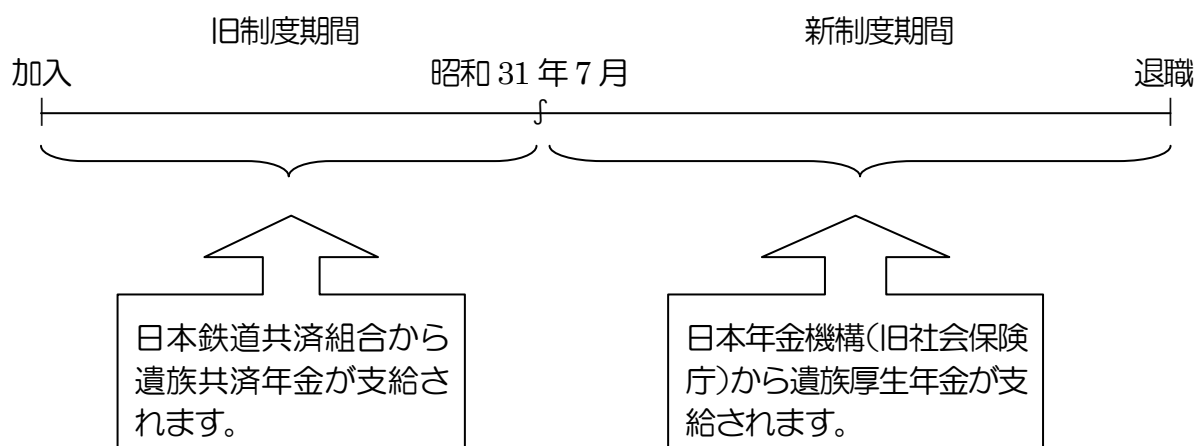 旧制度期間
新制度期間
加入
昭和 31 年 7 月
退職
日本鉄道共済組合から
遺族共済年金が支給さ
れます。
日本年金機構(旧社会保険
庁)から遺族厚生年金が支
給されます。